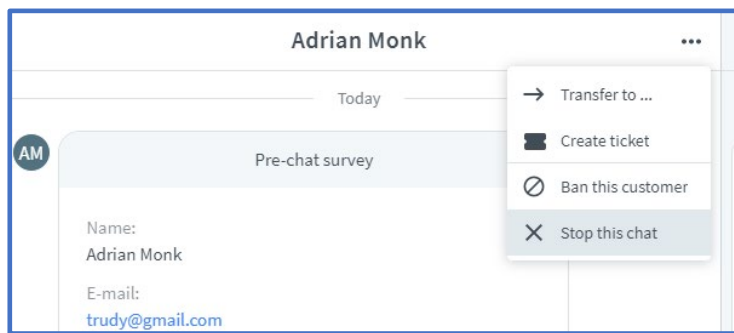 Adrian Monk
Today
Transfer to ...
Create ticket
Ban this customer
Stop this chat
AM
Pre-chat survey
Name:
Adrian Monk
E-mail:
trudy@gmail.com